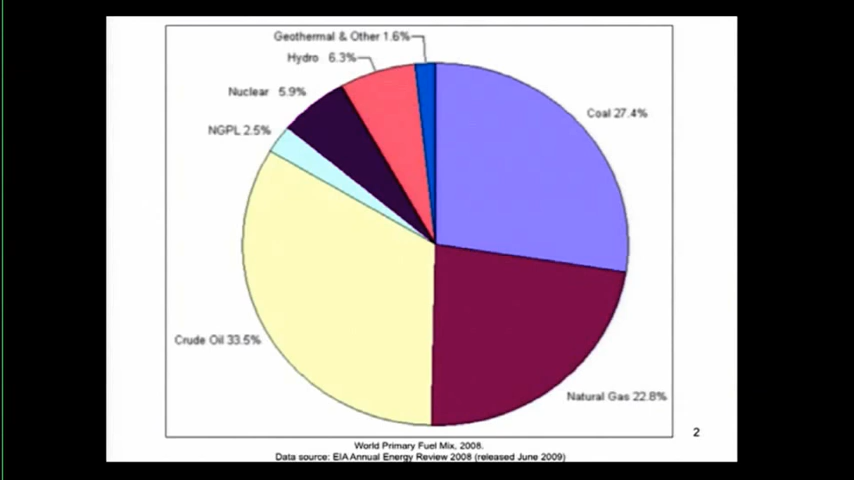 Geothermal & Other 1.6%
Hydro 6.3%
Nuclear 5.9%
NGPL 2.5%
Coal 27.4%
Crude Oil 33.5%
Natural Gas 22.8%
2
World Primary Fuel Mix, 2008.
Data source: EIA Annual Energy Review 2008 (released June 2009)